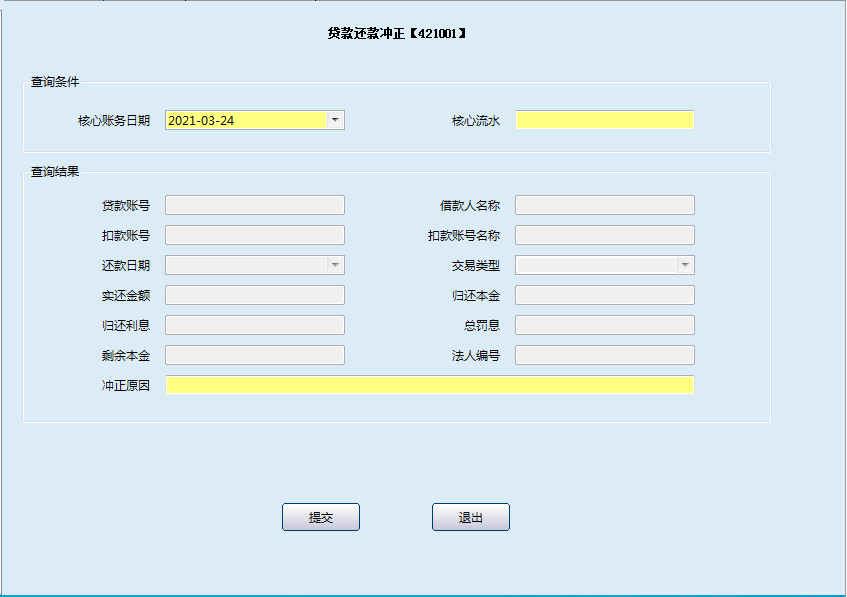 贷款还款冲正【421001】
查询条件
核心账务日期 2021-03-24 核心流水
查询结果
贷款账号 借款人名称
扣款账号 扣款账号名称
还款日期 交易类型
实还金额 归还本金
归还利息 总罚息
剩余本金 法人编号
冲正原因
提交 退出